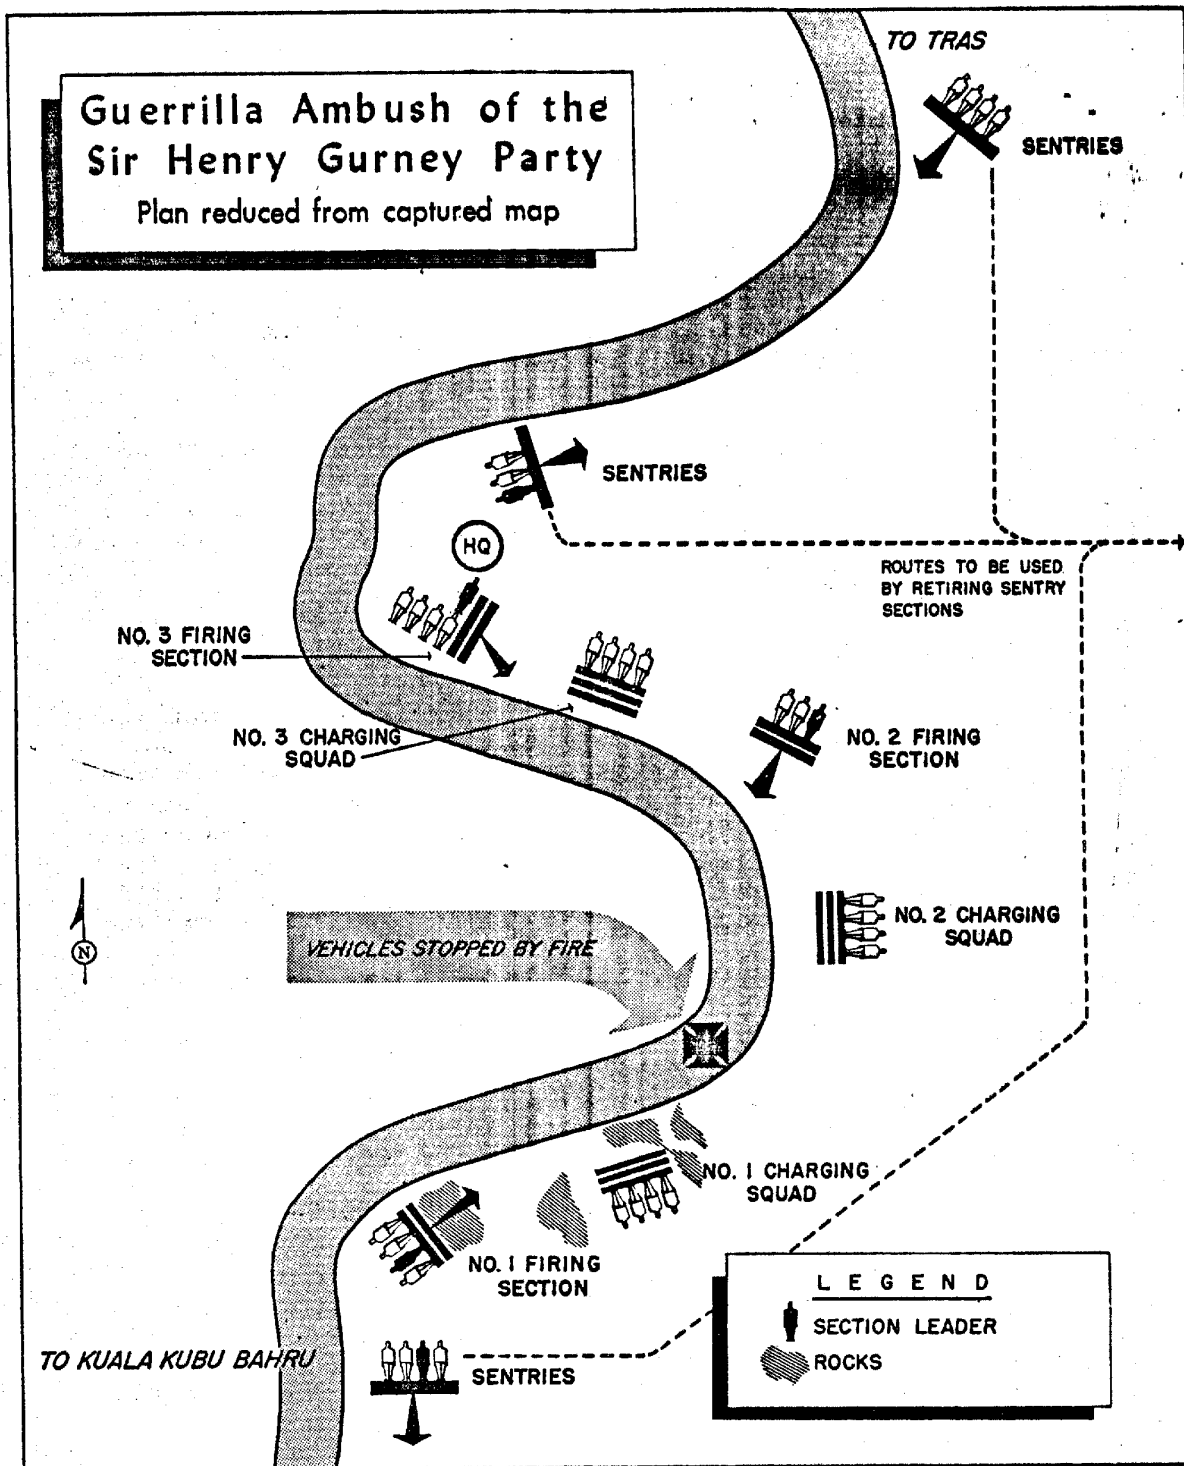 TO TRAS
Guerrilla Ambush of the
Sir Henry Gurney Party
Plan reduced from captured map
SENTRIES
SENTRIES
HQ
ROUTES TO BE USED
BY RETIRING SENTRY
SECTIONS
NO. 3 FIRING
SECTION
NO. 3 CHARGING
SQUAD
NO. 2 FIRING
SECTION
NO. 2 CHARGING
SQUAD
N
VEHICLES STOPPED BY FIRE
NO. 1 CHARGING
SQUAD
NO. 1 FIRING
SECTION
LEGEND
SECTION LEADER
ROCKS
TO KUALA KUBU BAHRU
SENTRIES